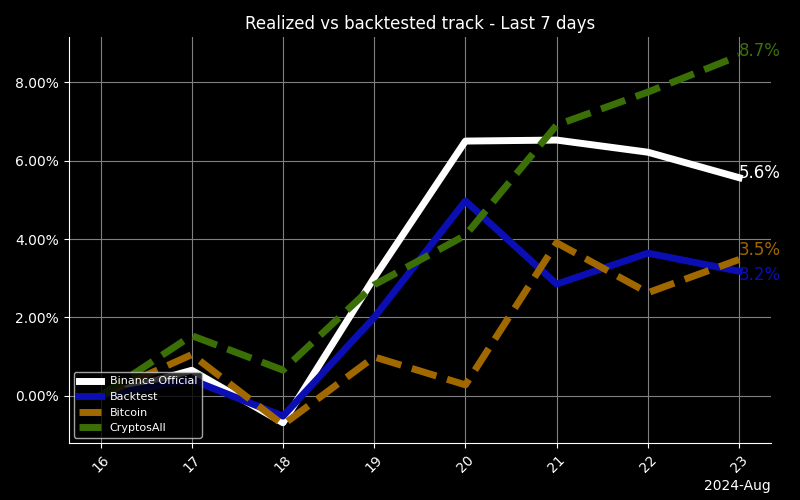 Realized vs backtested track - Last 7 days
8.00%
6.00%
4.00%
2.00%
0.00%
8.7%
5.6%
3.5%
3.2%
Binance Official
Backtest
Bitcoin
CryptosAll
16
17
18
19
20
21
22
23
2024-Aug